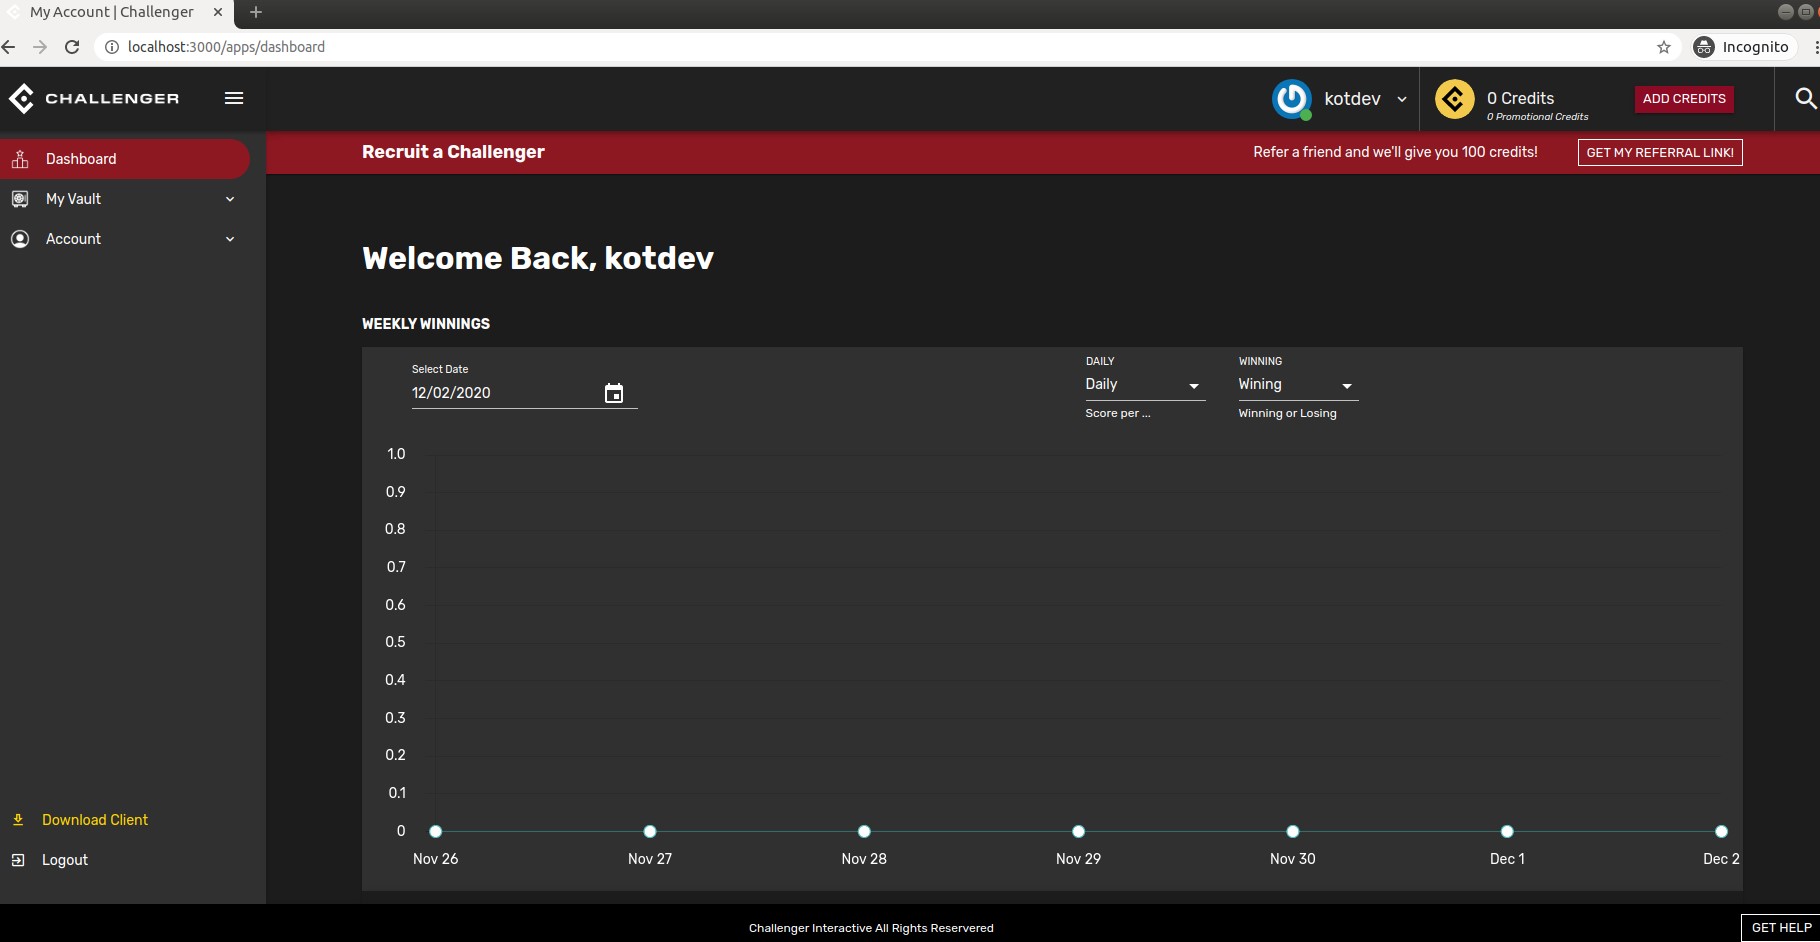 My Account | Challenger
localhost:3000/apps/dashboard
Incognito
CHALLENGER
kotdev
0 Credits
0 Promotional Credits
ADD CREDITS
Dashboard
My Vault
Account
Recruit a Challenger
Refer a friend and we'll give you 100 credits!
GET MY REFERRAL LINK!
Welcome Back, kotdev
WEEKLY WINNINGS
Select Date
12/02/2020
DAILY
Daily
Score per ...
WINNING
Wining
Winning or Losing
1.0
0.9
0.8
0.7
0.6
0.5
0.4
0.3
0.2
0.1
0
Nov 26
Nov 27
Nov 28
Nov 29
Nov 30
Dec 1
Dec 2
Download Client
Logout
Challenger Interactive All Rights Reservered
GET HELP